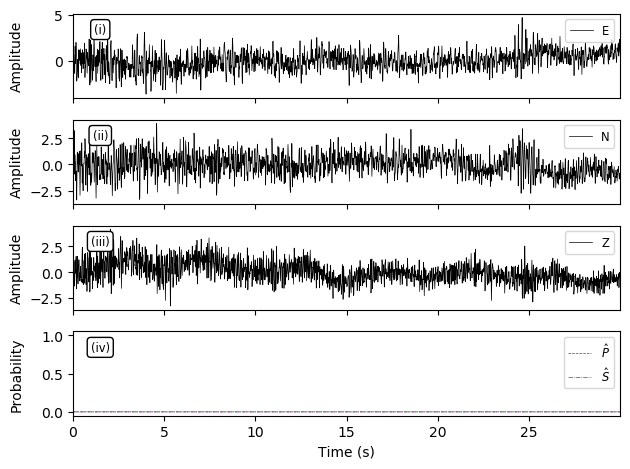 Amplitude
5
0
(i)
E
Amplitude
2.5
0.0
−2.5
(ii)
N
Amplitude
2.5
0.0
−2.5
(iii)
Z
Probability
1.0
0.5
0.0
(iv)
P̂
Ŝ
0 5 10 15 20 25
Time (s)